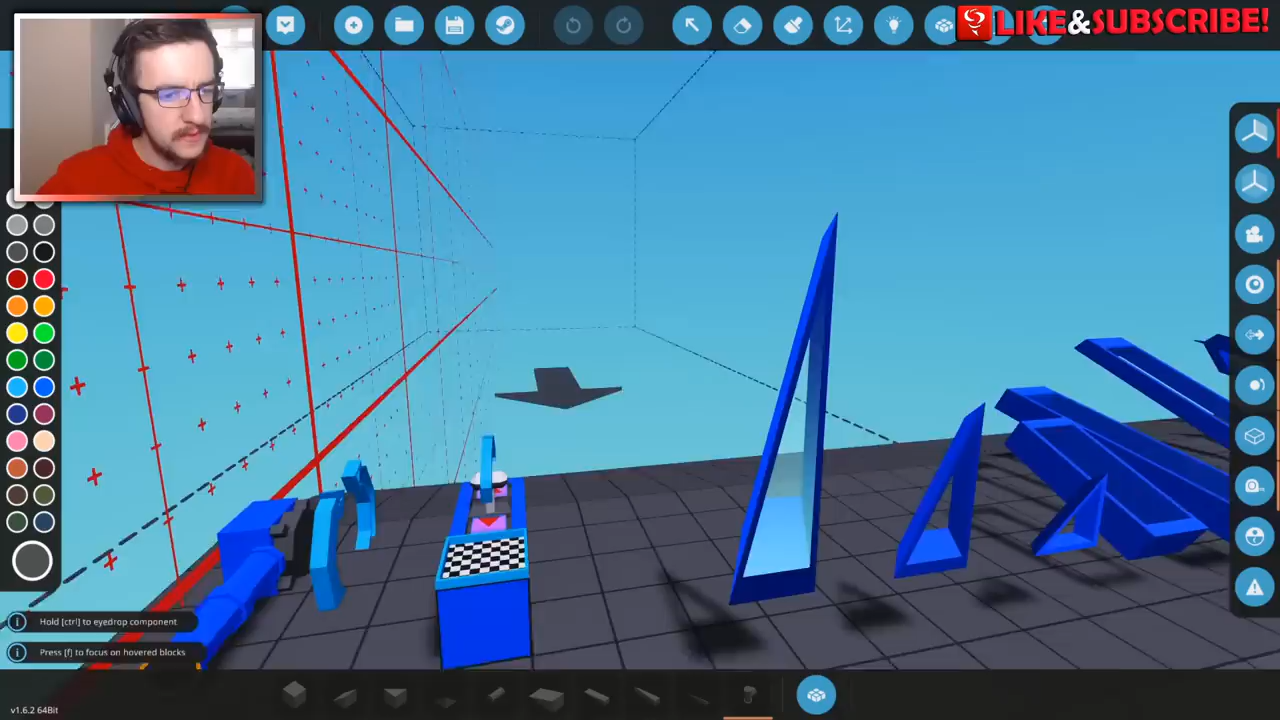 LIKE&SUBSCRIBE!
Hold [ctrl] to eyedrop component
Press [f] to focus on hovered blocks
v1.6.2 64Bit